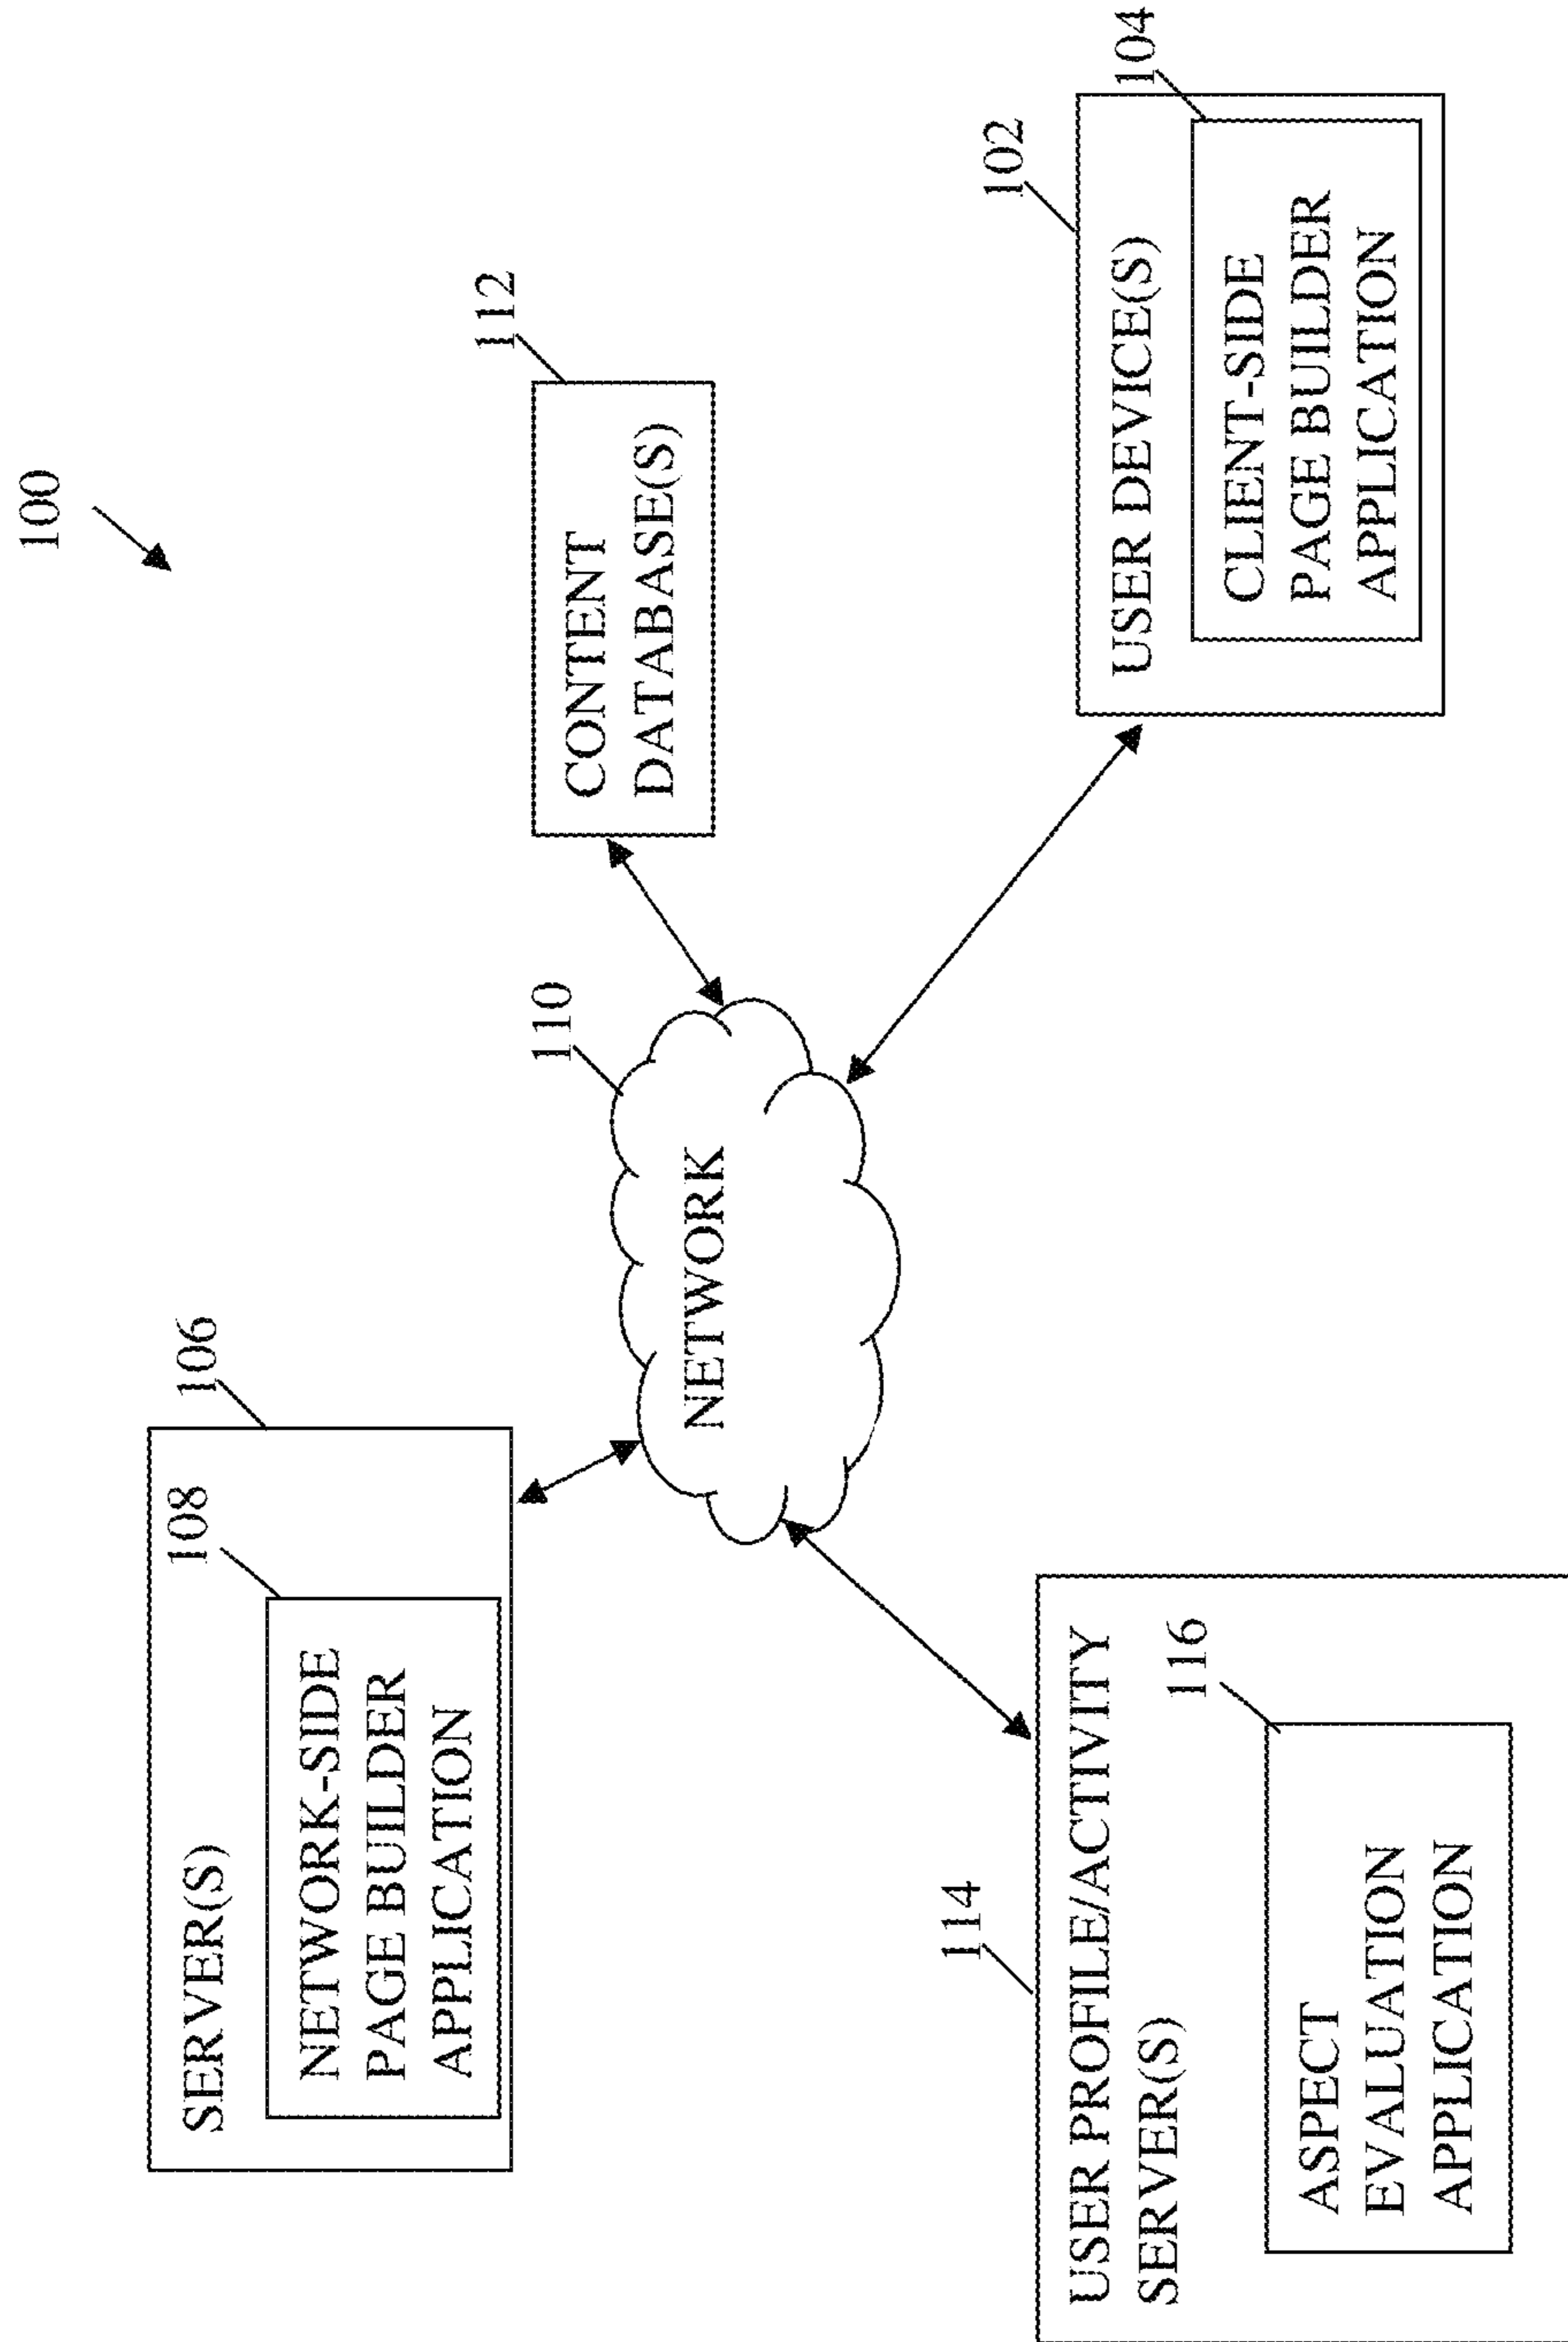 100
106
SERVER(S)
108
NETWORK-SIDE
PAGE BUILDER
APPLICATION
112
CONTENT
DATABASE(S)
110
NETWORK
114
USER PROFILE/ACTIVITY
SERVER(S)
116
ASPECT
EVALUATION
APPLICATION
102
USER DEVICE(S)
104
CLIENT-SIDE
PAGE BUILDER
APPLICATION